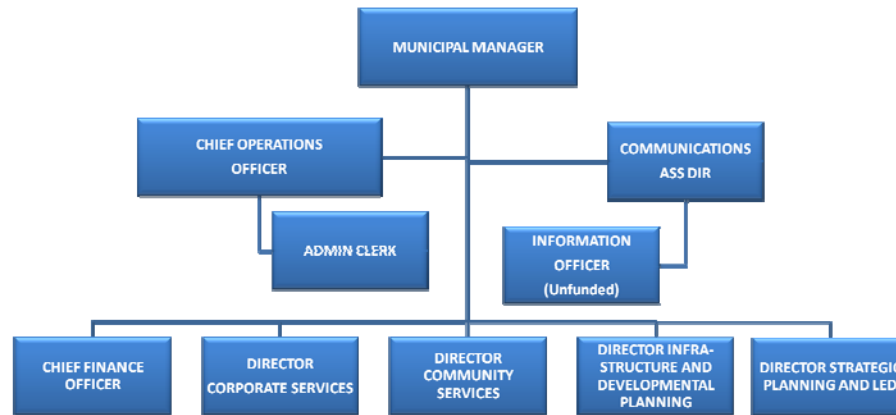 MUNICIPAL MANAGER
CHIEF OPERATIONS
OFFICER
COMMUNICATIONS
ASS DIR
ADMIN CLERK
INFORMATION
OFFICER
(Unfunded)
CHIEF FINANCE
OFFICER
DIRECTOR
CORPORATE SERVICES
DIRECTOR
COMMUNITY
SERVICES
DIRECTOR INFRA-
STRUCTURE AND
DEVELOPMENTAL
PLANNING
DIRECTOR STRATEGIC
PLANNING AND LED